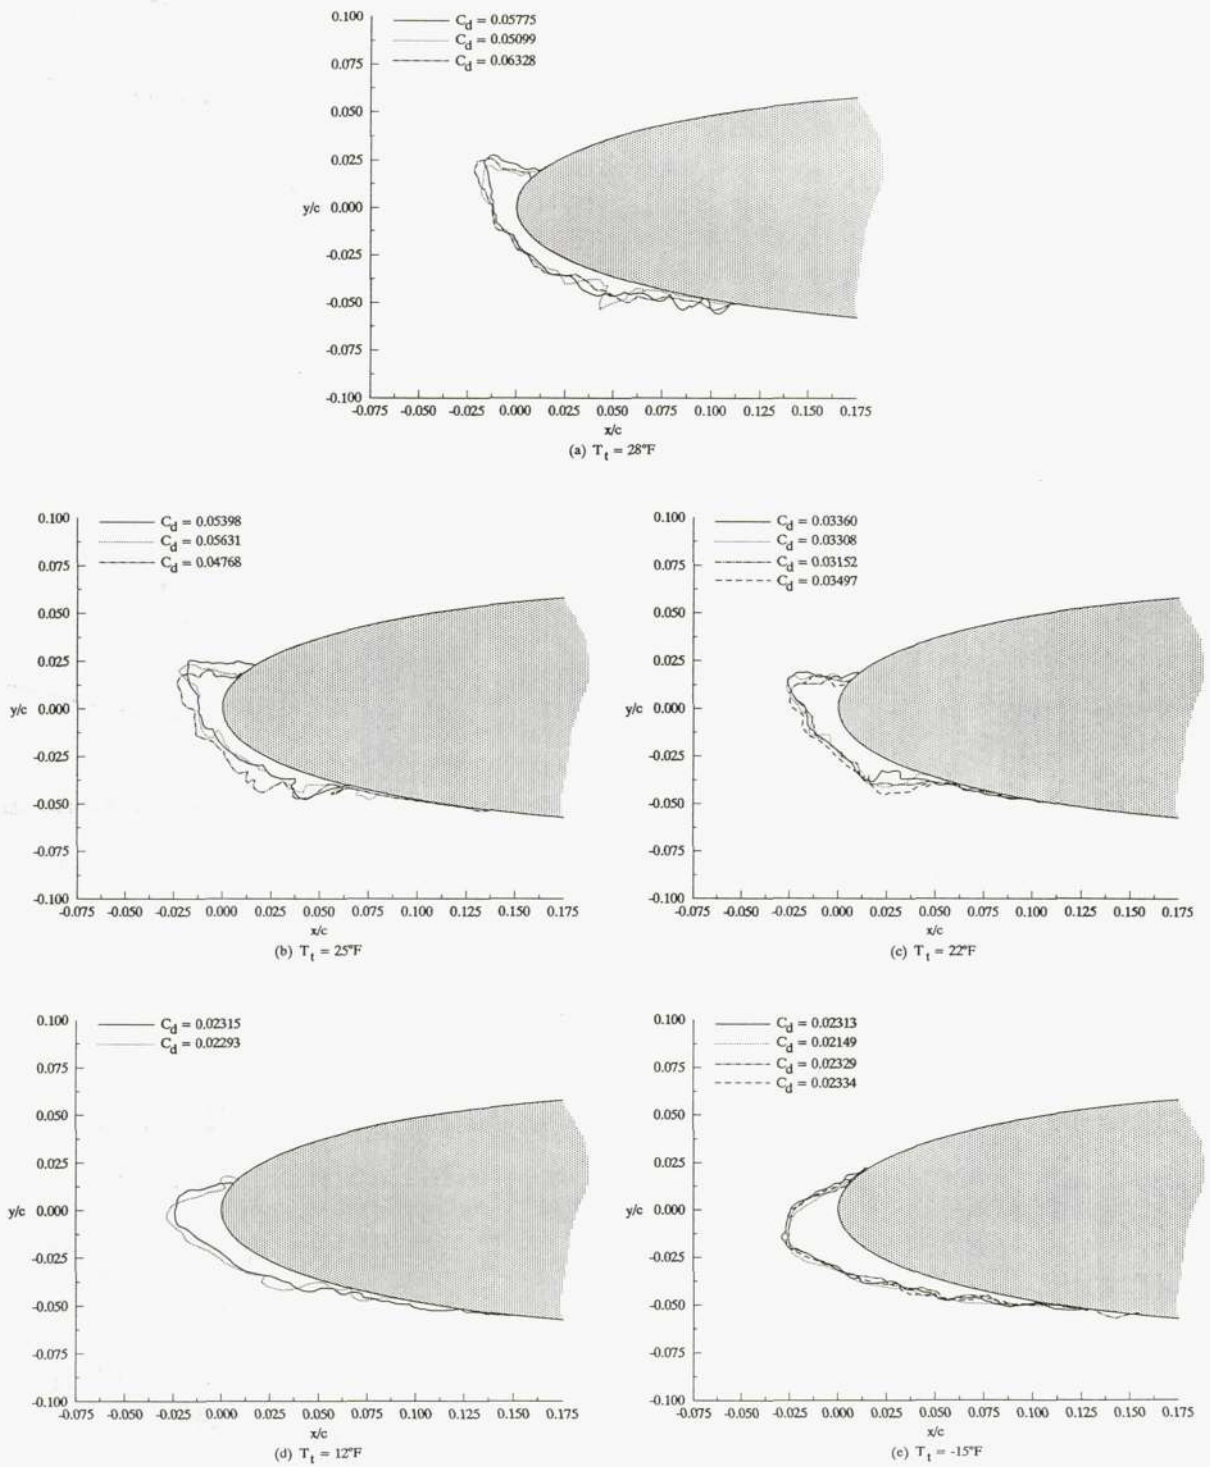 C_d = 0.05775
C_d = 0.05099
C_d = 0.06328
0.100
0.075
0.050
0.025
y/c 0.000
-0.025
-0.050
-0.075
-0.100
-0.075 -0.050 -0.025 0.000 0.025 0.050 0.075 0.100 0.125 0.150 0.175
x/c
(a) T_t = 28°F
C_d = 0.05398
C_d = 0.05631
C_d = 0.04768
0.100
0.075
0.050
0.025
y/c 0.000
-0.025
-0.050
-0.075
-0.100
-0.075 -0.050 -0.025 0.000 0.025 0.050 0.075 0.100 0.125 0.150 0.175
x/c
(b) T_t = 25°F
C_d = 0.03360
C_d = 0.03308
C_d = 0.03152
C_d = 0.03497
0.100
0.075
0.050
0.025
y/c 0.000
-0.025
-0.050
-0.075
-0.100
-0.075 -0.050 -0.025 0.000 0.025 0.050 0.075 0.100 0.125 0.150 0.175
x/c
(c) T_t = 22°F
C_d = 0.02315
C_d = 0.02293
0.100
0.075
0.050
0.025
y/c 0.000
-0.025
-0.050
-0.075
-0.100
-0.075 -0.050 -0.025 0.000 0.025 0.050 0.075 0.100 0.125 0.150 0.175
x/c
(d) T_t = 12°F
C_d = 0.02313
C_d = 0.02149
C_d = 0.02329
C_d = 0.02334
0.100
0.075
0.050
0.025
y/c 0.000
-0.025
-0.050
-0.075
-0.100
-0.075 -0.050 -0.025 0.000 0.025 0.050 0.075 0.100 0.125 0.150 0.175
x/c
(e) T_t = -15°F